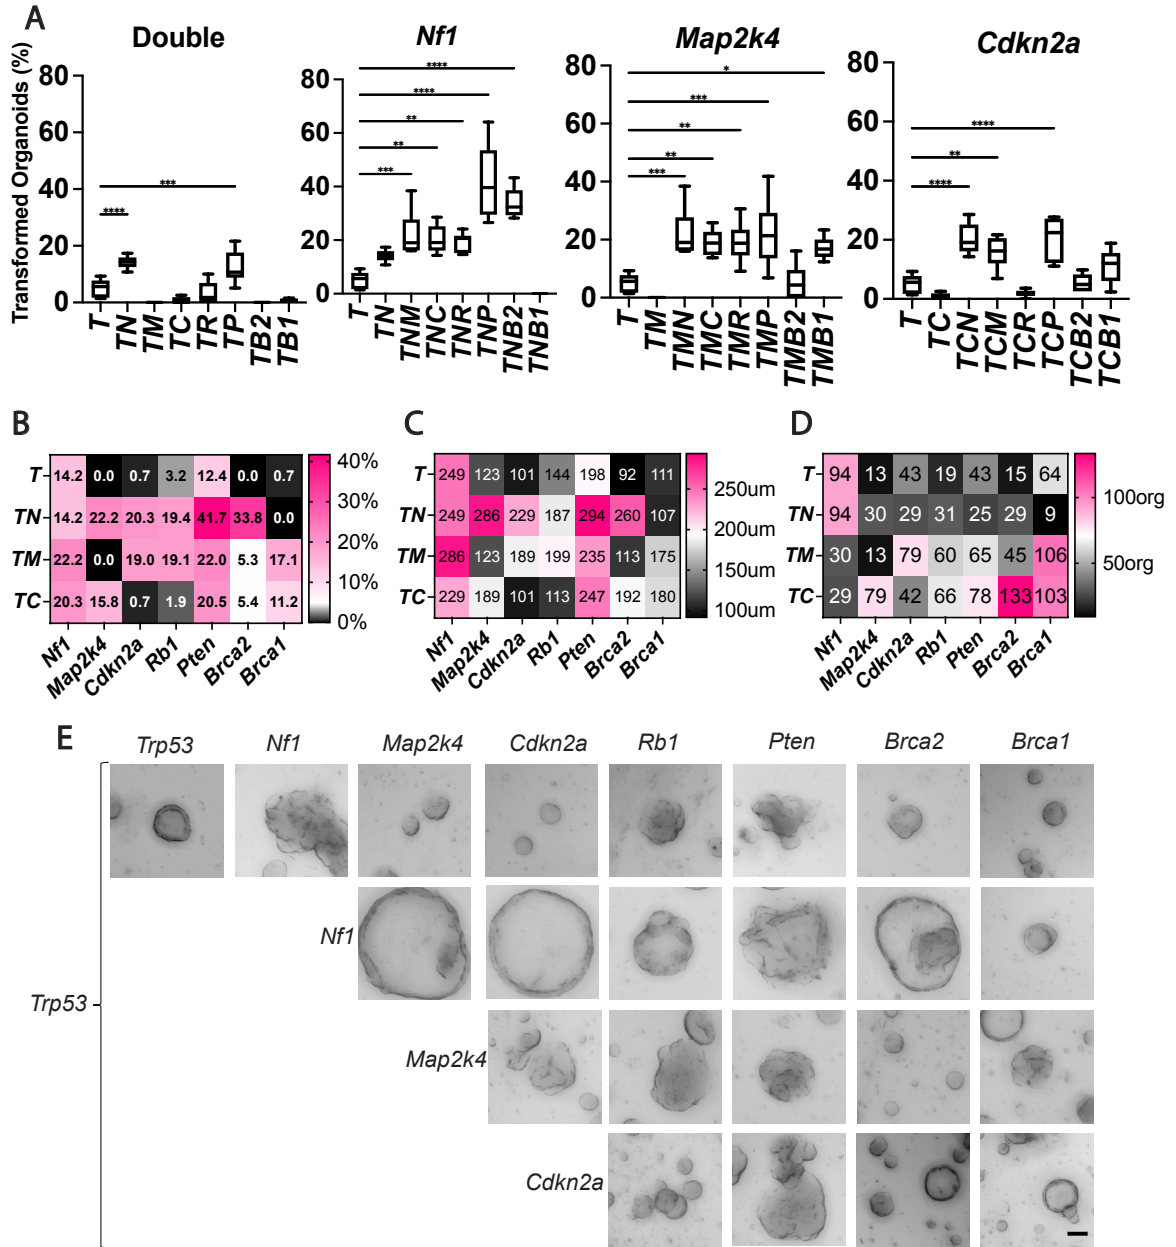 A
Double
Nf1
Map2k4
Cdkn2a
Transformed Organoids (%)
80
60
40
20
0
***
****
T
TN
TM
TC
TR
TP
TB2
TB1
80
60
40
20
0
****
****
**
**
***
T
TN
TNM
TNC
TNR
TNP
TNB2
TNB1
80
60
40
20
0
*
***
**
**
***
T
TM
TMN
TMC
TMR
TMP
TMB2
TMB1
80
60
40
20
0
****
**
****
T
TC
TCN
TCM
TCR
TCP
TCB2
TCB1
B
T 14.2 0.0 0.7 3.2 12.4 0.0 0.7
TN 14.2 22.2 20.3 19.4 41.7 33.8 0.0
TM 22.2 0.0 19.0 19.1 22.0 5.3 17.1
TC 20.3 15.8 0.7 1.9 20.5 5.4 11.2
Nf1 Map2k4 Cdkn2a Rb1 Pten Brca2 Brca1
40%
30%
20%
10%
0%
C
T 249 123 101 144 198 92 111
TN 249 286 229 187 294 260 107
TM 286 123 189 199 235 113 175
TC 229 189 101 113 247 192 180
Nf1 Map2k4 Cdkn2a Rb1 Pten Brca2 Brca1
250um
200um
150um
100um
D
T 94 13 43 19 43 15 64
TN 94 30 29 31 25 29 9
TM 30 13 79 60 65 45 106
TC 29 79 42 66 78 133 103
Nf1 Map2k4 Cdkn2a Rb1 Pten Brca2 Brca1
100org
50org
E
Trp53 Nf1 Map2k4 Cdkn2a Rb1 Pten Brca2 Brca1
Nf1
Trp53
Map2k4
Cdkn2a